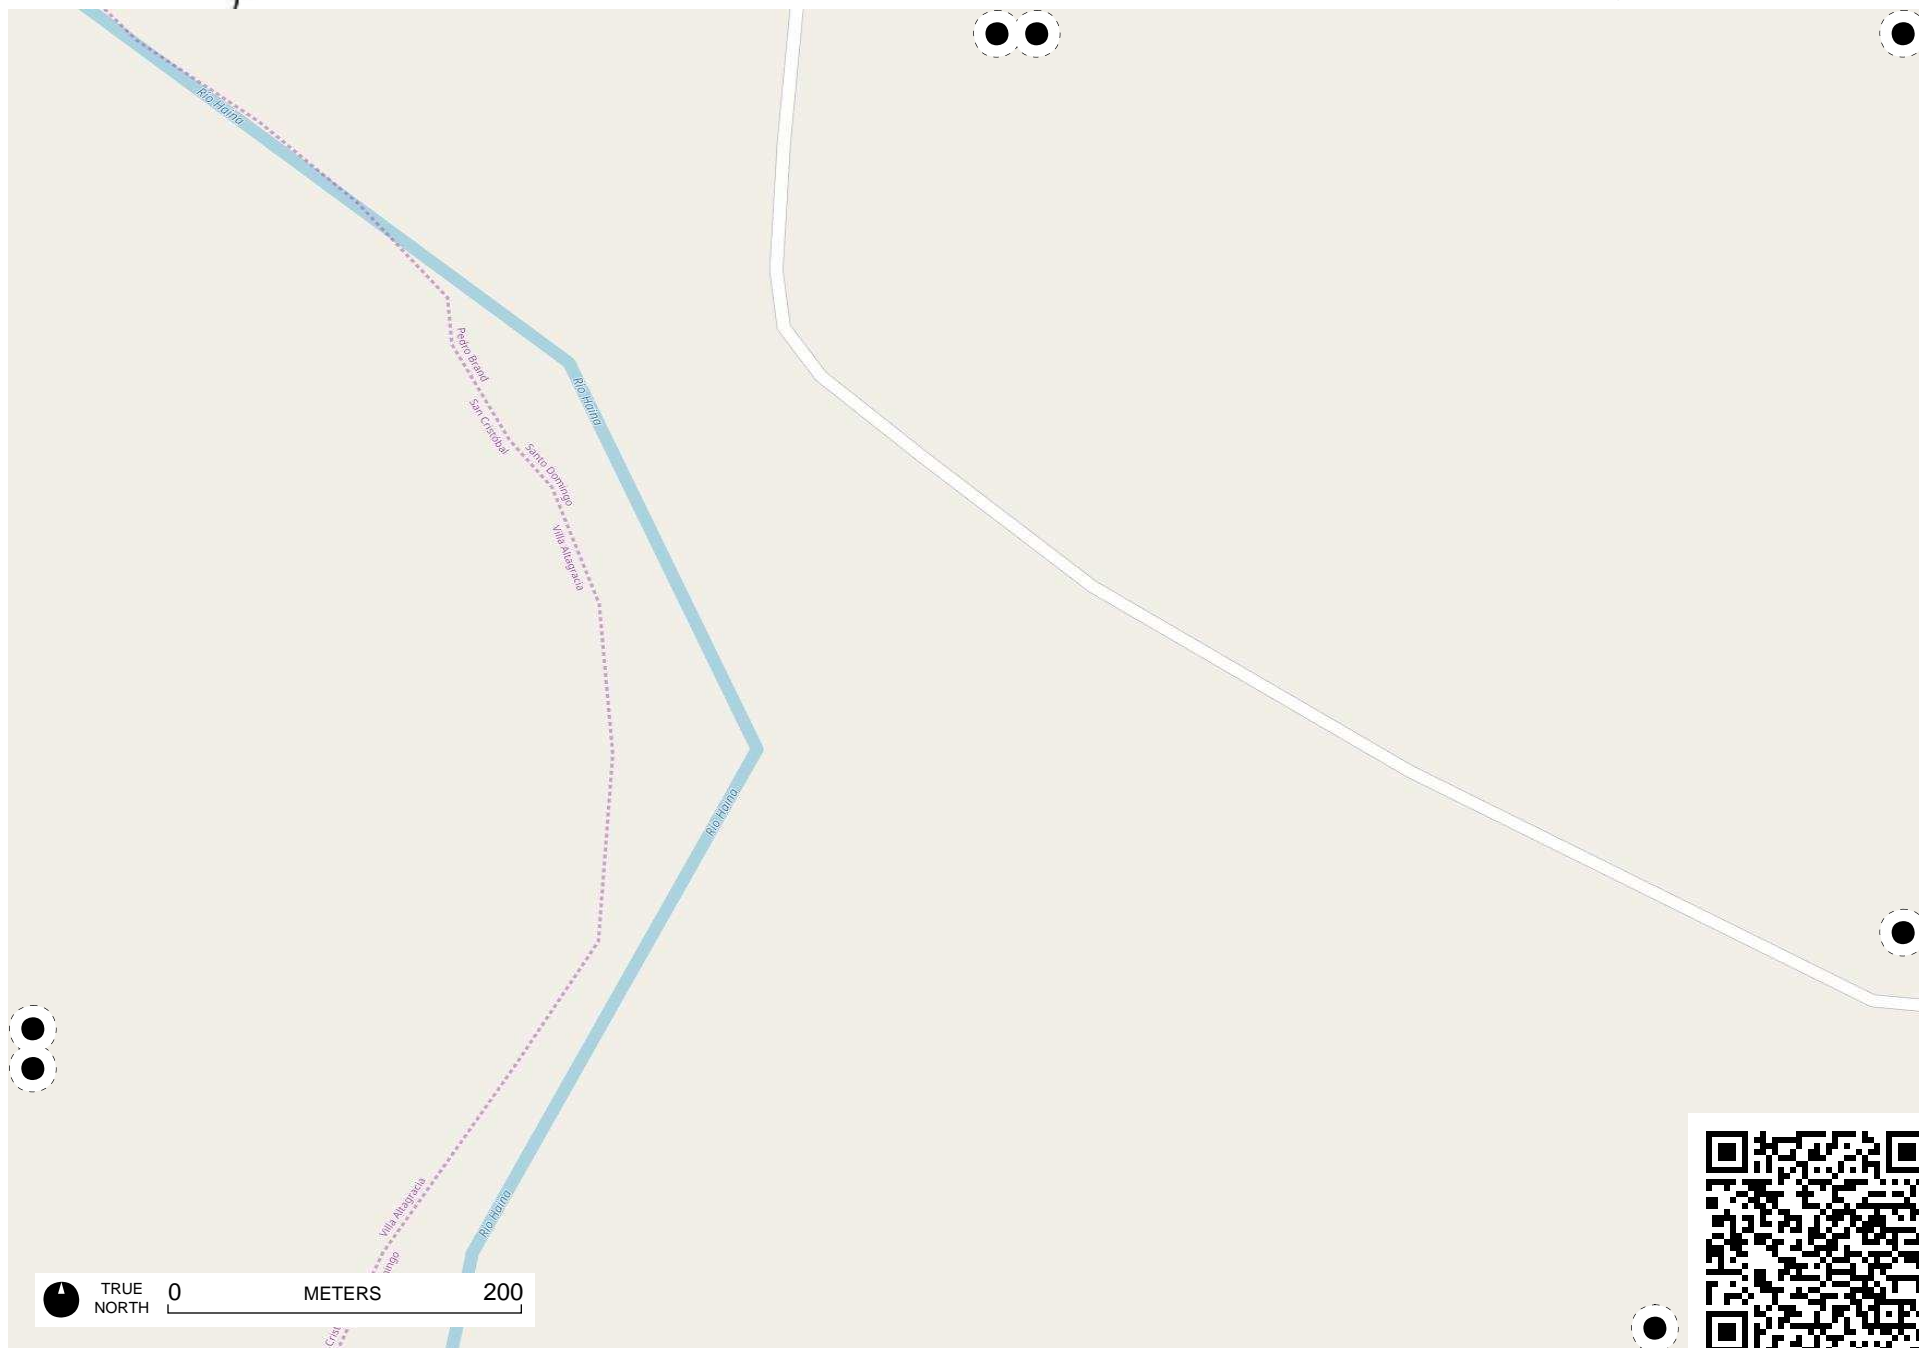 Río Haina
Pedro Brand
Río Haina
San Cristóbal
Santo Domingo
Villa Altagracia
Río Haina
Villa Altagracia
Río Haina
TRUE
NORTH
0 METERS 200